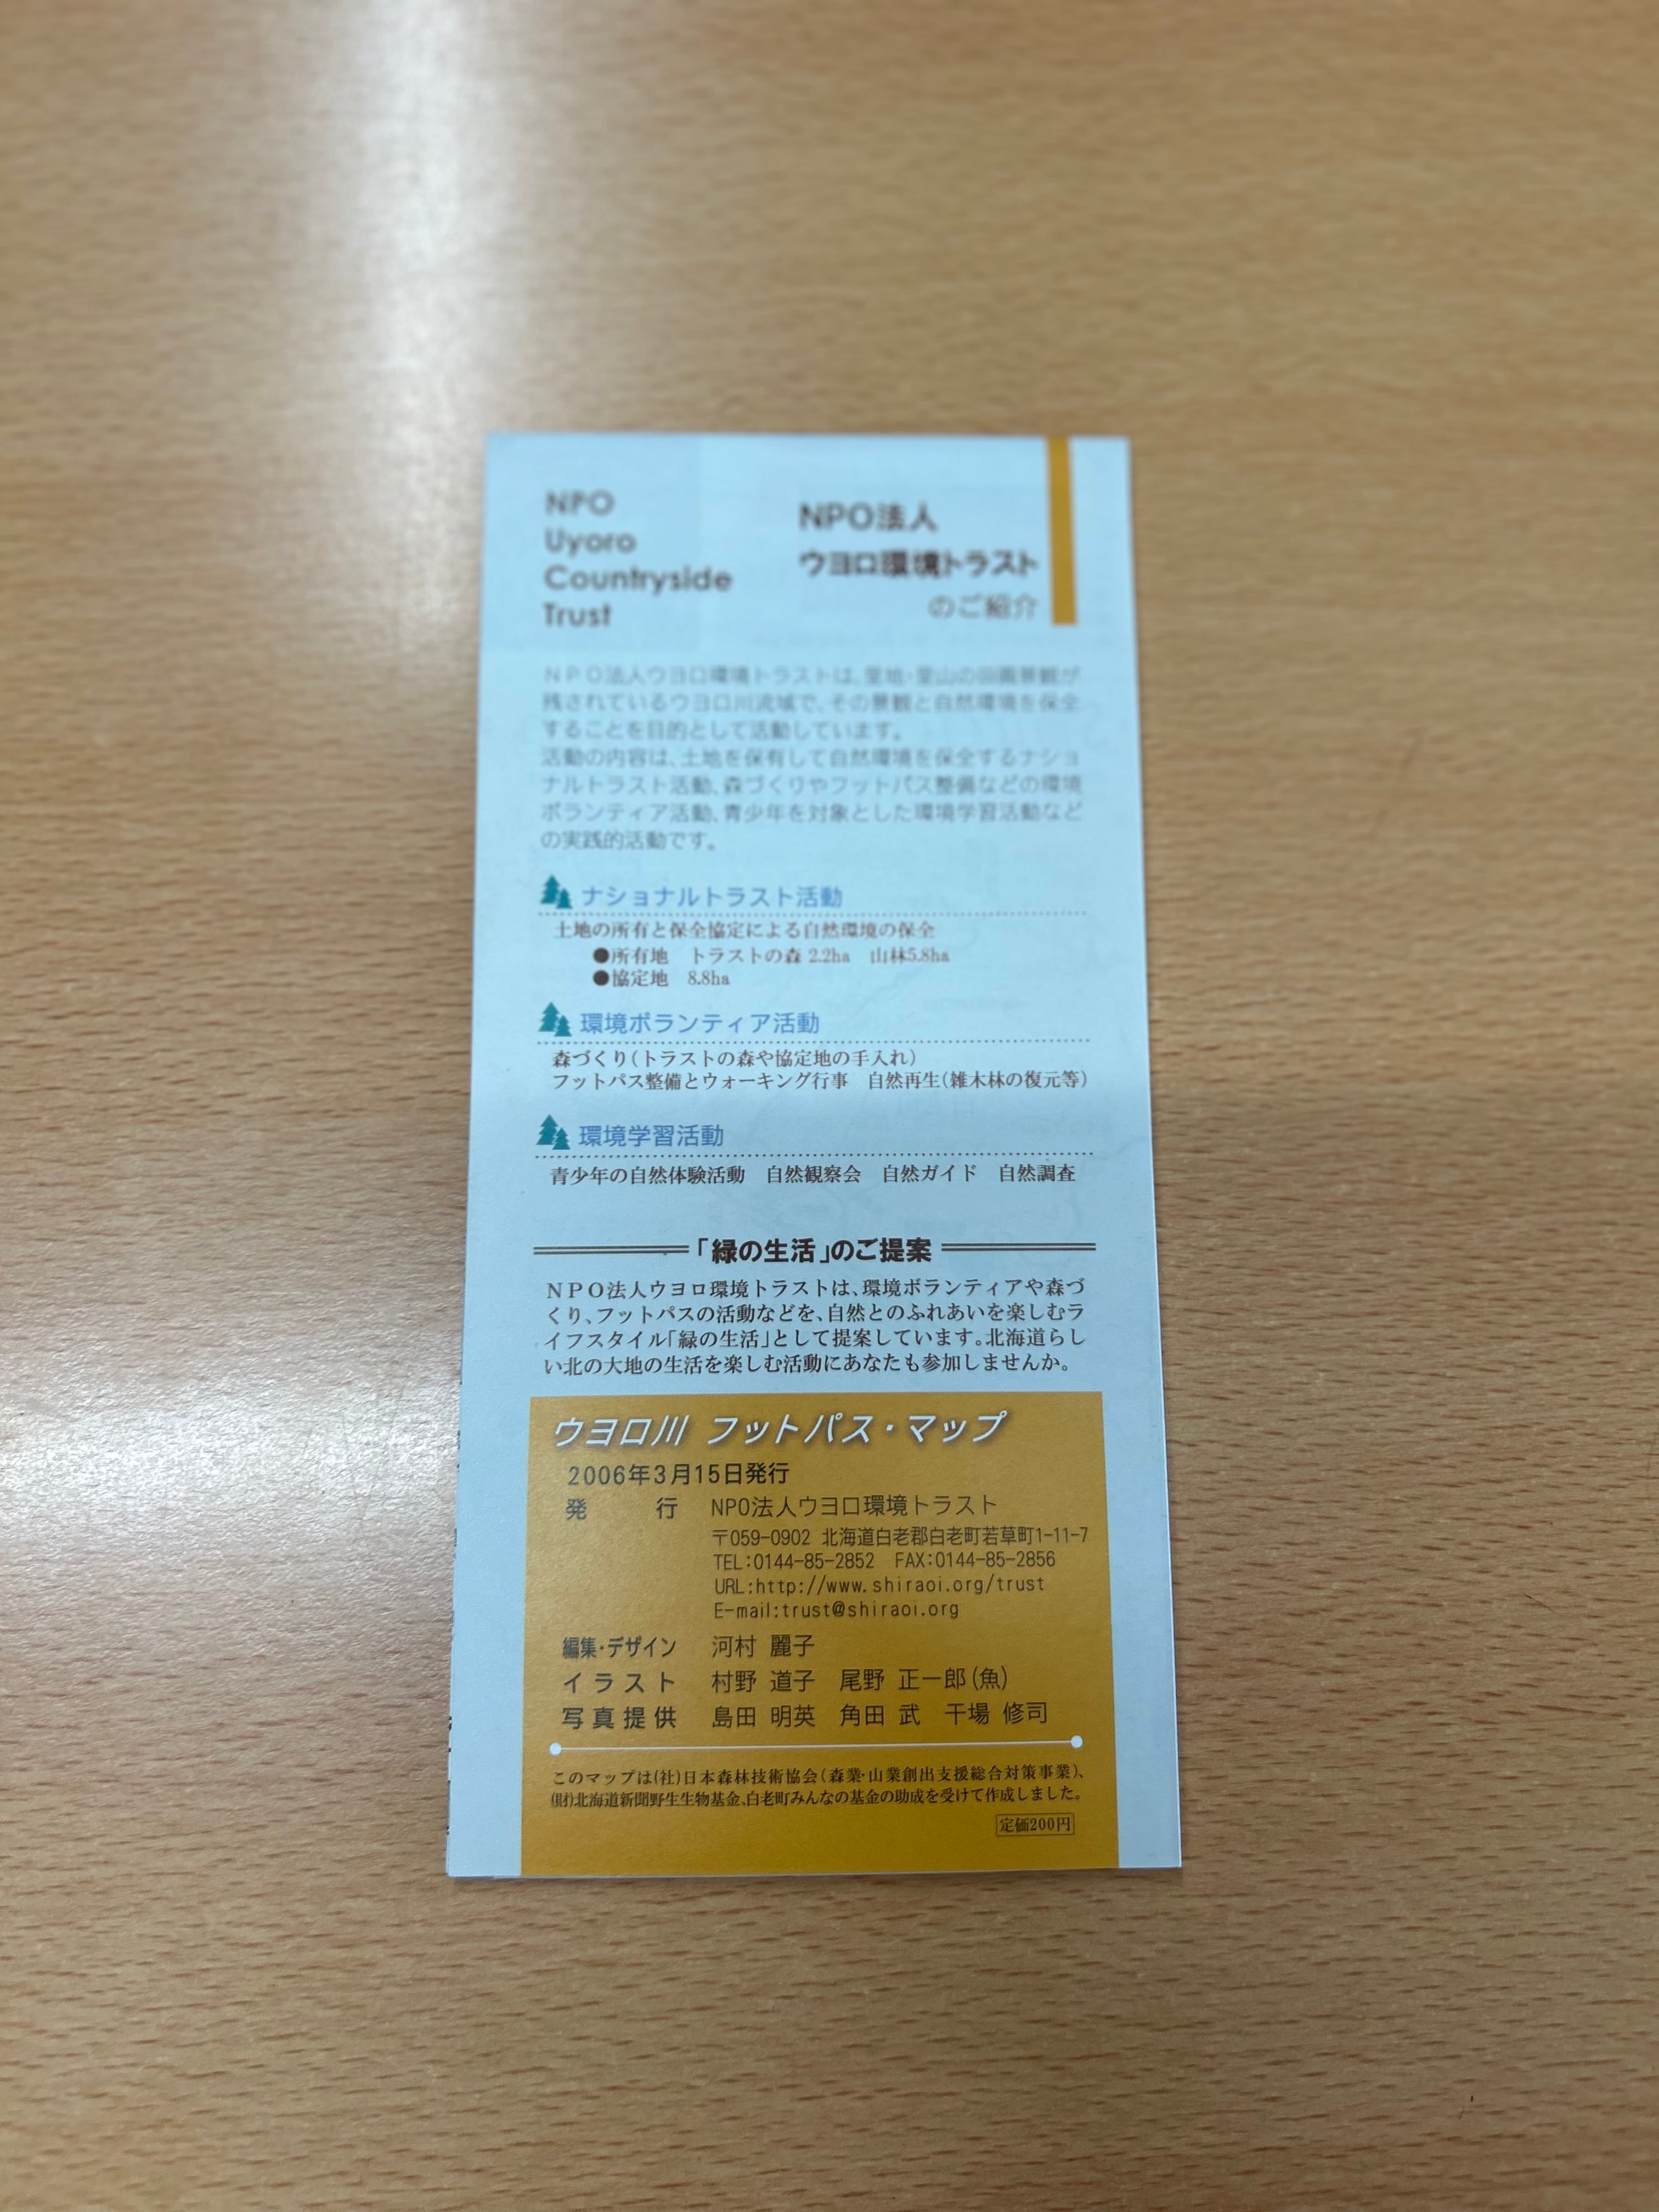 NPO
Uyoro
Countryside
Trust
NPO法人
ウヨロ環境トラスト
のご紹介
NPO法人ウヨロ環境トラストは、里地・里山の田園景観が
残されているウヨロ川流域で、その景観と自然環境を保全
することを目的として活動しています。
活動の内容は、土地を保有して自然環境を保全するナショ
ナルトラスト活動、森づくりやフットパス整備などの環境
ボランティア活動、青少年を対象とした環境学習活動など
の実践的活動です。
ナショナルトラスト活動
土地の所有と保全協定による自然環境の保全
●所有地 トラストの森 2.2ha 山林5.8ha
●協定地 8.8ha
環境ボランティア活動
森づくり(トラストの森や協定地の手入れ)
フットパス整備とウォーキング行事 自然再生(雑木林の復元等)
環境学習活動
青少年の自然体験活動 自然観察会 自然ガイド 自然調査
「緑の生活」のご提案
NPO法人ウヨロ環境トラストは、環境ボランティアや森づ
くり、フットパスの活動などを、自然とのふれあいを楽しむラ
イフスタイル「緑の生活」として提案しています。北海道らし
い北の大地の生活を楽しむ活動にあなたも参加しませんか。
ウヨロ川 フットパス・マップ
2006年3月15日発行
発 行 NPO法人ウヨロ環境トラスト
〒059-0902 北海道白老郡白老町若草町1-11-7
TEL:0144-85-2852 FAX:0144-85-2856
URL:http://www.shiraoi.org/trust
E-mail:trust@shiraoi.org
編集・デザイン 河村 麗子
イラスト 村野 道子 尾野 正一郎(魚)
写真提供 島田 明英 角田 武 干場 修司
このマップは(社)日本森林技術協会(森業・山業創出支援総合対策事業)、
(財)北海道新聞野生生物基金、白老町みんなの基金の助成を受けて作成しました。
定価200円